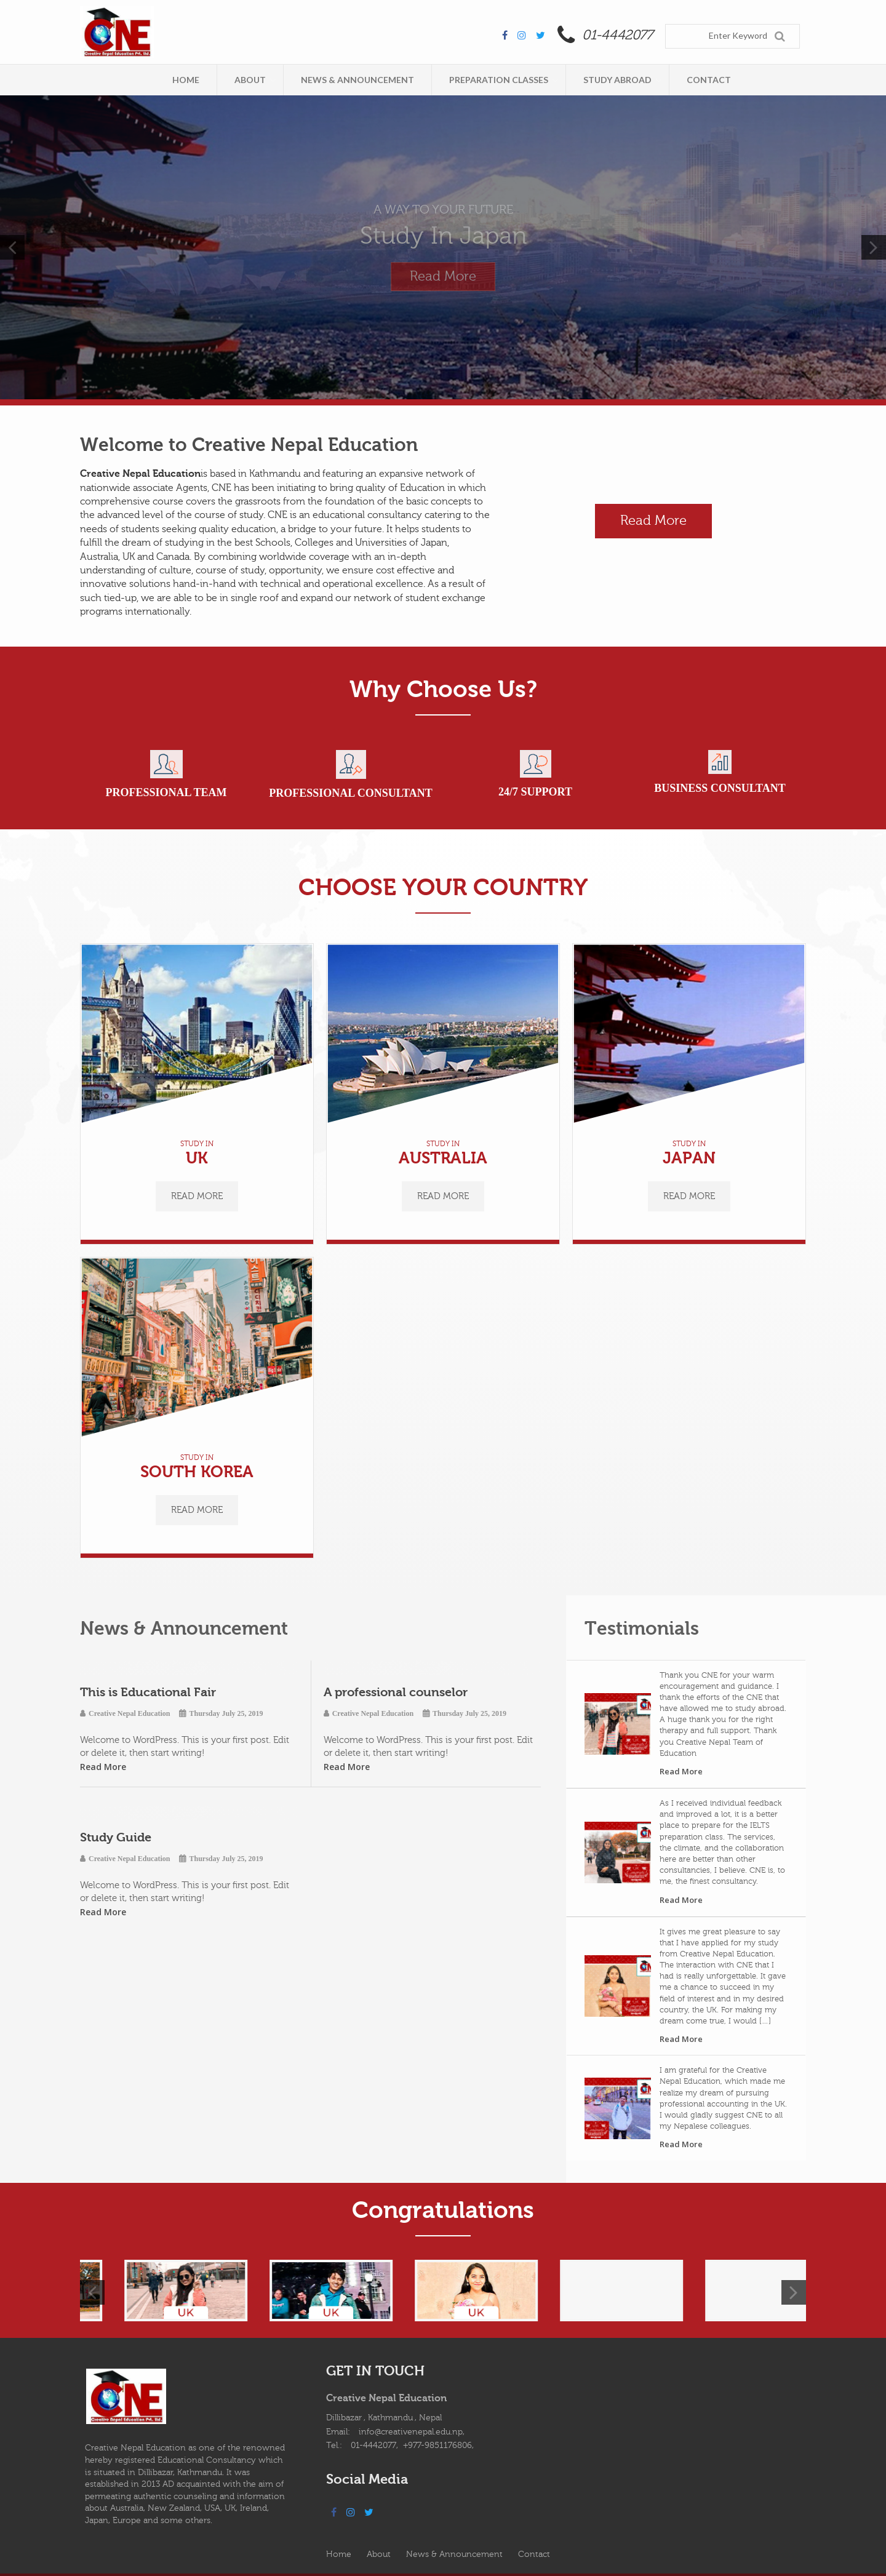 CNE
Creative Nepal Education Pvt. Ltd.
01-4442077
Enter Keyword
HOME
ABOUT
NEWS & ANNOUNCEMENT
PREPARATION CLASSES
STUDY ABROAD
CONTACT
A WAY TO YOUR FUTURE
Study In Japan
Read More
Welcome to Creative Nepal Education
Creative Nepal Educationis based in Kathmandu and featuring an expansive network of
nationwide associate Agents, CNE has been initiating to bring quality of Education in which
comprehensive course covers the grassroots from the foundation of the basic concepts to
the advanced level of the course of study. CNE is an educational consultancy catering to the
needs of students seeking quality education, a bridge to your future. It helps students to
fulfill the dream of studying in the best Schools, Colleges and Universities of Japan,
Australia, UK and Canada. By combining worldwide coverage with an in-depth
understanding of culture, course of study, opportunity, we ensure cost effective and
innovative solutions hand-in-hand with technical and operational excellence. As a result of
such tied-up, we are able to be in single roof and expand our network of student exchange
programs internationally.
Read More
Why Choose Us?
PROFESSIONAL TEAM
PROFESSIONAL CONSULTANT
24/7 SUPPORT
BUSINESS CONSULTANT
CHOOSE YOUR COUNTRY
STUDY IN
UK
READ MORE
STUDY IN
AUSTRALIA
READ MORE
STUDY IN
JAPAN
READ MORE
STUDY IN
SOUTH KOREA
READ MORE
News & Announcement
This is Educational Fair
Creative Nepal Education Thursday July 25, 2019
Welcome to WordPress. This is your first post. Edit
or delete it, then start writing!
Read More
A professional counselor
Creative Nepal Education Thursday July 25, 2019
Welcome to WordPress. This is your first post. Edit
or delete it, then start writing!
Read More
Study Guide
Creative Nepal Education Thursday July 25, 2019
Welcome to WordPress. This is your first post. Edit
or delete it, then start writing!
Read More
Testimonials
Thank you CNE for your warm
encouragement and guidance. I
thank the efforts of the CNE that
have allowed me to study abroad.
A huge thank you for the right
therapy and full support. Thank
you Creative Nepal Team of
Education
Read More
As I received individual feedback
and improved a lot, it is a better
place to prepare for the IELTS
preparation class. The services,
the climate, and the collaboration
here are better than other
consultancies, I believe. CNE is, to
me, the finest consultancy.
Read More
It gives me great pleasure to say
that I have applied for my study
from Creative Nepal Education.
The interaction with CNE that I
had is really unforgettable. It gave
me a chance to succeed in my
field of interest and in my desired
country, the UK. For making my
dream come true, I would [...]
Read More
I am grateful for the Creative
Nepal Education, which made me
realize my dream of pursuing
professional accounting in the UK.
I would gladly suggest CNE to all
my Nepalese colleagues.
Read More
Congratulations
UK
UK
UK
CNE
Creative Nepal Education Pvt. Ltd.
Creative Nepal Education as one of the renowned
hereby registered Educational Consultancy which
is situated in Dillibazar, Kathmandu. It was
established in 2013 AD acquainted with the aim of
permeating authentic counseling and information
about Australia, New Zealand, USA, UK, Ireland,
Japan, Europe and some others.
GET IN TOUCH
Creative Nepal Education
Dillibazar , Kathmandu , Nepal
Email: info@creativenepal.edu.np,
Tel.: 01-4442077, +977-9851176806,
Social Media
Home
About
News & Announcement
Contact